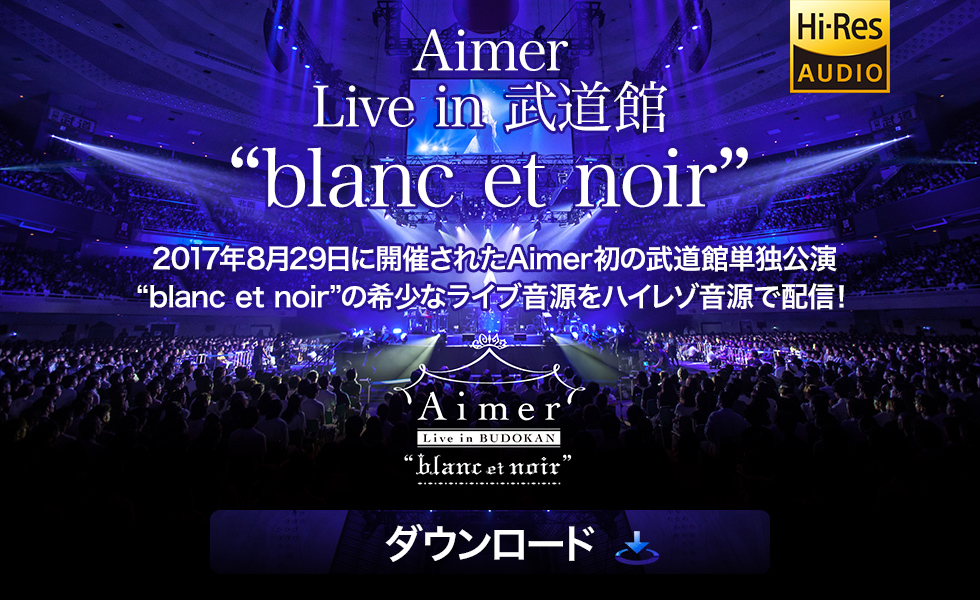 Hi-Res
AUDIO
Aimer
Live in 武道館
“blanc et noir”
2017年8月29日に開催されたAimer初の武道館単独公演
“blanc et noir”の希少なライブ音源をハイレゾ音源で配信！
Aimer
Live in BUDOKAN
“blanc et noir”
ダウンロード